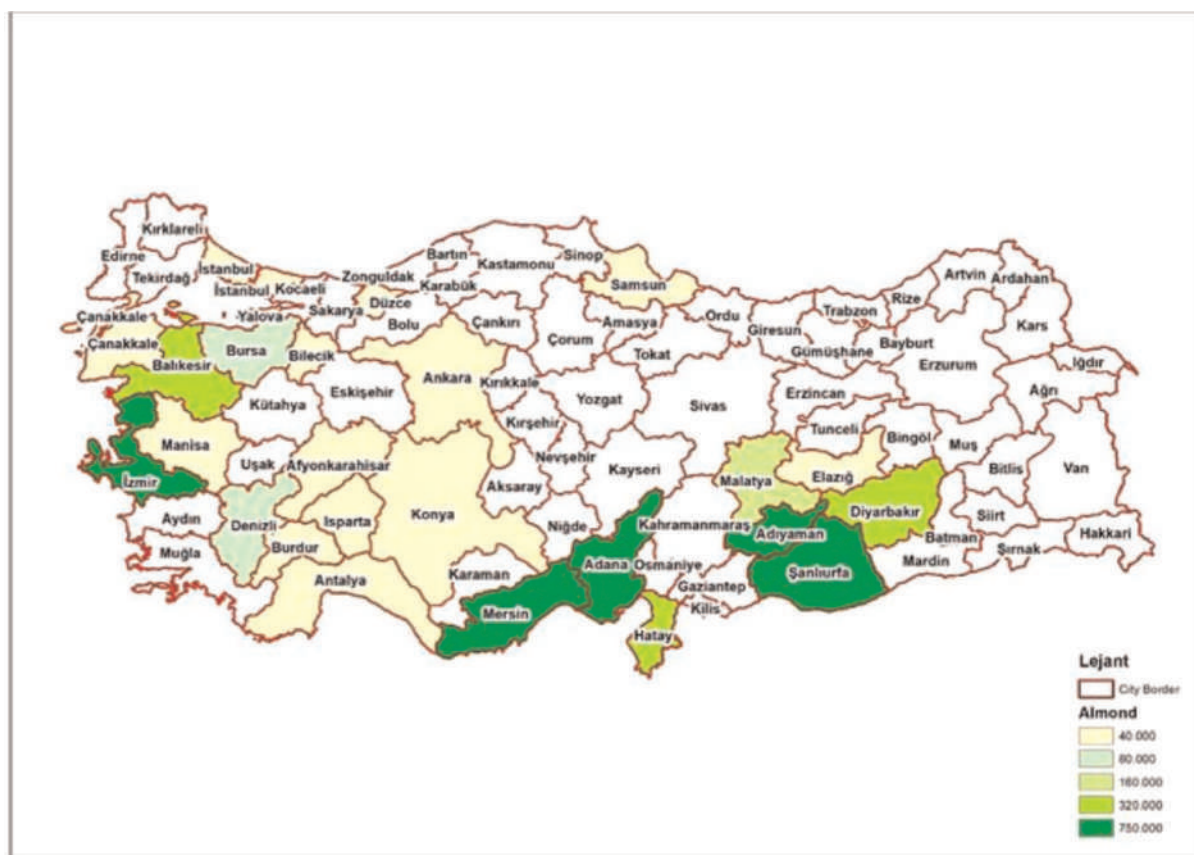 Kırklareli
Edirne
Tekirdağ
İstanbul
İstanbul
Kocaeli
Yalova
Sakarya
Zonguldak
Düzce
Bolu
Bartın
Karabük
Kastamonu
Sinop
Çankırı
Samsun
Amasya
Çorum
Tokat
Ordu
Giresun
Trabzon
Gümüşhane
Rize
Bayburt
Artvin
Ardahan
Kars
Erzurum
Iğdır
Ağrı
Çanakkale
Çanakkale
Balıkesir
Bursa
Bilecik
Kütahya
Eskişehir
Ankara
Kırıkkale
Kırşehir
Yozgat
Sivas
Erzincan
Tunceli
Bingöl
Muş
Bitlis
Van
Manisa
İzmir
Uşak
Afyonkarahisar
Aydın
Denizli
Isparta
Muğla
Burdur
Antalya
Konya
Aksaray
Nevşehir
Kayseri
Niğde
Karaman
Mersin
Adana
Osmaniye
Kahramanmaraş
Malatya
Elazığ
Adıyaman
Diyarbakır
Batman
Siirt
Şırnak
Hakkari
Mardin
Şanlıurfa
Gaziantep
Kilis
Hatay
Lejant
City Border
Almond
40.000
80.000
160.000
320.000
750.000